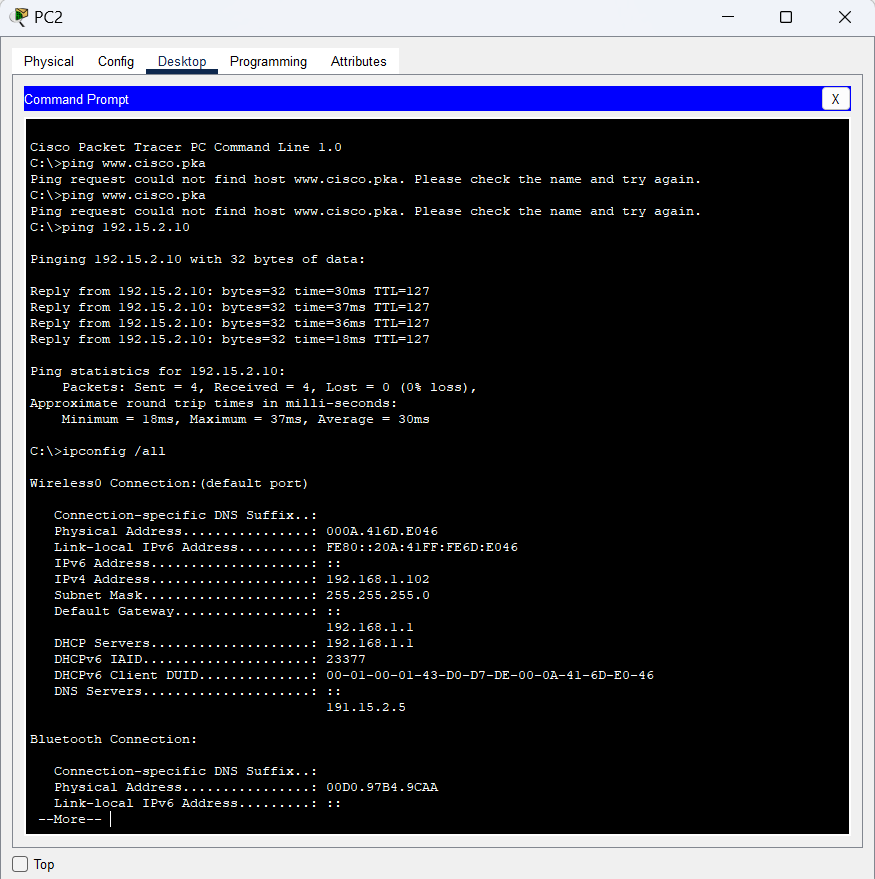 PC2
Physical Config Desktop Programming Attributes
Command Prompt X
Cisco Packet Tracer PC Command Line 1.0
C:\>ping www.cisco.pka
Ping request could not find host www.cisco.pka. Please check the name and try again.
C:\>ping www.cisco.pka
Ping request could not find host www.cisco.pka. Please check the name and try again.
C:\>ping 192.15.2.10
Pinging 192.15.2.10 with 32 bytes of data:
Reply from 192.15.2.10: bytes=32 time=30ms TTL=127
Reply from 192.15.2.10: bytes=32 time=37ms TTL=127
Reply from 192.15.2.10: bytes=32 time=36ms TTL=127
Reply from 192.15.2.10: bytes=32 time=18ms TTL=127
Ping statistics for 192.15.2.10:
Packets: Sent = 4, Received = 4, Lost = 0 (0% loss),
Approximate round trip times in milli-seconds:
Minimum = 18ms, Maximum = 37ms, Average = 30ms
C:\>ipconfig /all
Wireless0 Connection:(default port)
Connection-specific DNS Suffix..:
Physical Address................: 000A.416D.E046
Link-local IPv6 Address.........: FE80::20A:41FF:FE6D:E046
IPv6 Address....................: ::
IPv4 Address....................: 192.168.1.102
Subnet Mask.....................: 255.255.255.0
Default Gateway.................: ::
192.168.1.1
DHCP Servers....................: 192.168.1.1
DHCPv6 IAID.....................: 23377
DHCPv6 Client DUID..............: 00-01-00-01-43-D0-D7-DE-00-0A-41-6D-E0-46
DNS Servers.....................: ::
191.15.2.5
Bluetooth Connection:
Connection-specific DNS Suffix..:
Physical Address................: 00D0.97B4.9CAA
Link-local IPv6 Address.........: ::
--More--
Top